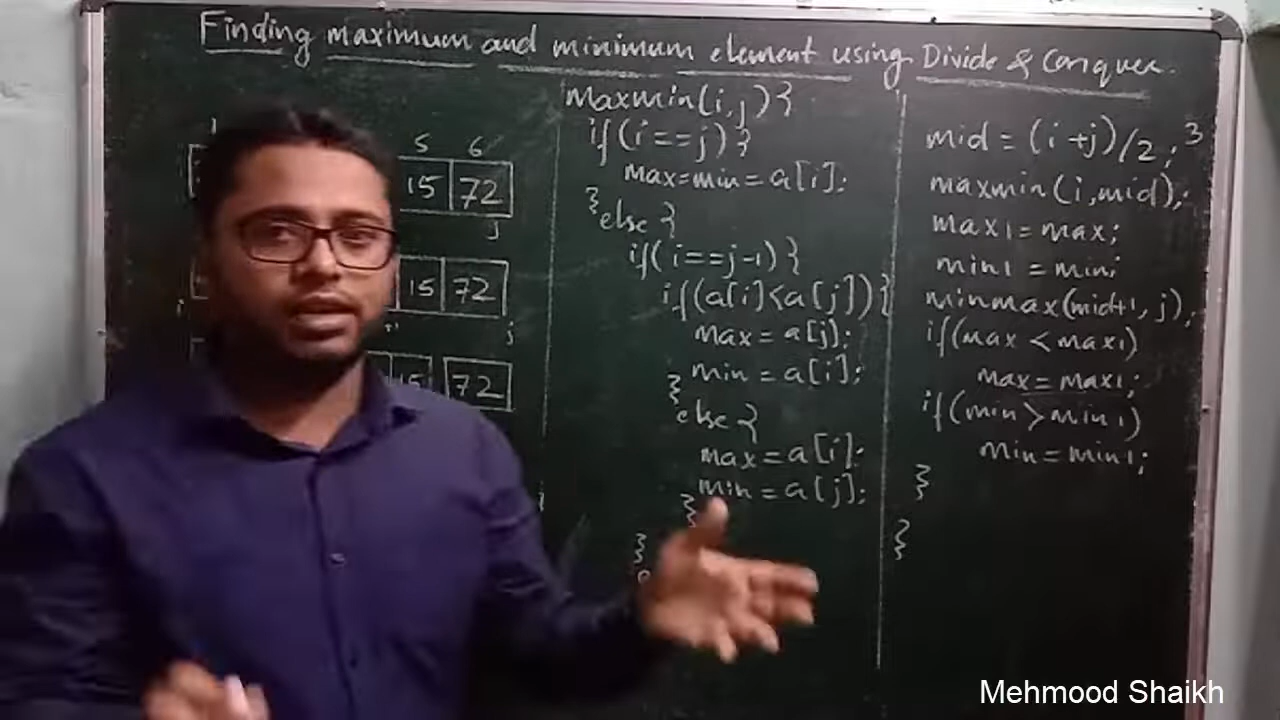 Finding maximum and minimum element using Divide & Conquer.
5 6
15 72
j
15 72
i j
15 72
maxmin(i,j){
if(i==j){
max=min=a[i];
}
else {
if(i==j-1){
if(a[i]<a[j]){
max=a[j];
min=a[i];
}
else {
max=a[i];
min=a[j];
}
}
mid=(i+j)/2;
maxmin(i,mid);
max1=max;
min1=min;
minmax(mid+1,j);
if(max<max1)
max=max1;
if(min>min1)
min=min1;
}
}
Mehmood Shaikh